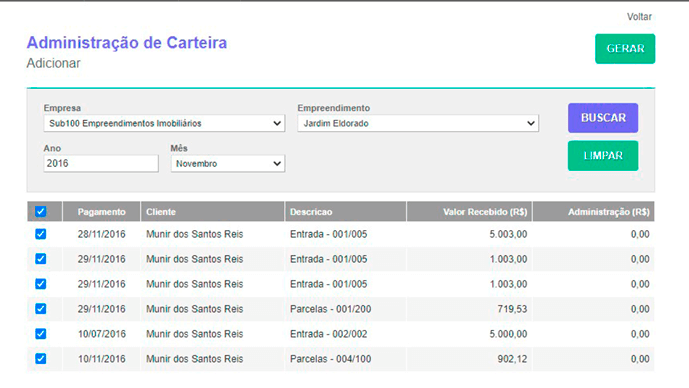 Voltar
Administração de Carteira
GERAR
Adicionar
Empresa
Empreendimento
Sub100 Empreendimentos Imobiliários
Jardim Eldorado
BUSCAR
Ano
Mês
2016
Novembro
LIMPAR
Pagamento Cliente Descricao Valor Recebido (R$) Administração (R$)
28/11/2016 Munir dos Santos Reis Entrada - 001/005 5.003,00 0,00
29/11/2016 Munir dos Santos Reis Entrada - 001/005 1.003,00 0,00
29/11/2016 Munir dos Santos Reis Entrada - 001/005 1.003,00 0,00
29/11/2016 Munir dos Santos Reis Parcelas - 001/200 719,53 0,00
10/07/2016 Munir dos Santos Reis Entrada - 002/002 5.000,00 0,00
10/11/2016 Munir dos Santos Reis Parcelas - 004/100 902,12 0,00